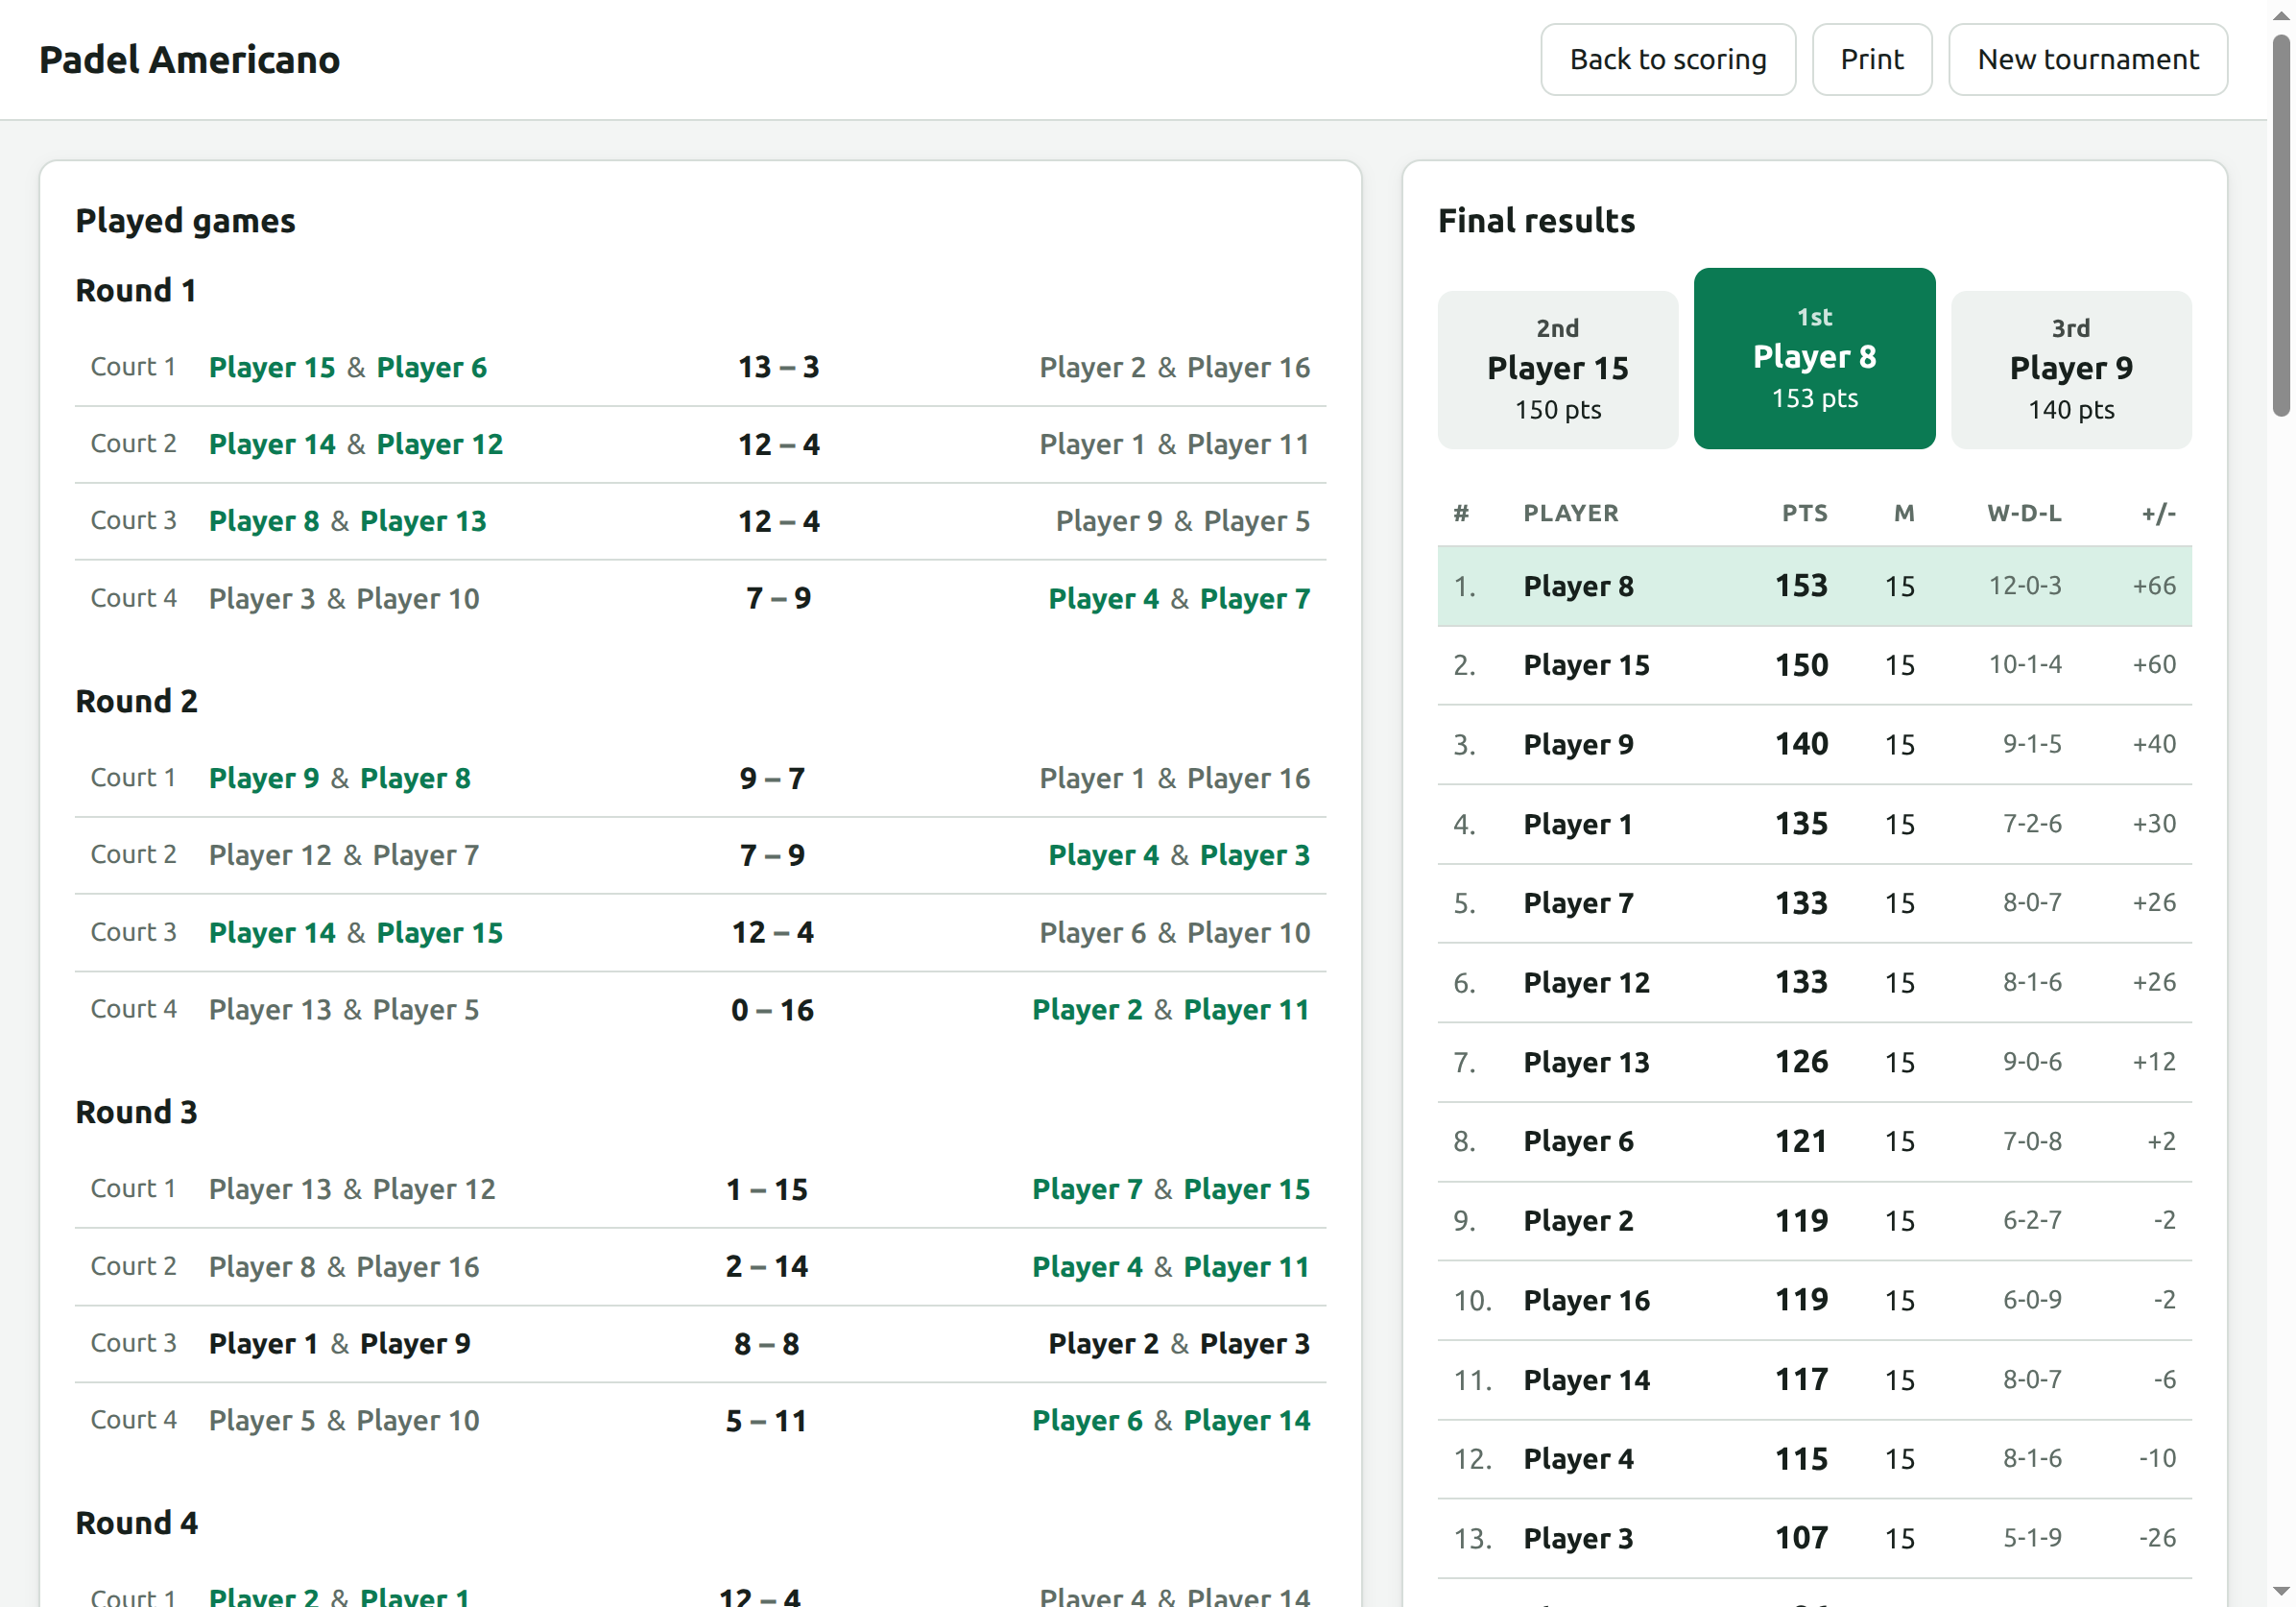 Padel Americano
Back to scoring
Print
New tournament
Played games
Round 1
Court 1 Player 15 & Player 6 13 – 3 Player 2 & Player 16
Court 2 Player 14 & Player 12 12 – 4 Player 1 & Player 11
Court 3 Player 8 & Player 13 12 – 4 Player 9 & Player 5
Court 4 Player 3 & Player 10 7 – 9 Player 4 & Player 7
Round 2
Court 1 Player 9 & Player 8 9 – 7 Player 1 & Player 16
Court 2 Player 12 & Player 7 7 – 9 Player 4 & Player 3
Court 3 Player 14 & Player 15 12 – 4 Player 6 & Player 10
Court 4 Player 13 & Player 5 0 – 16 Player 2 & Player 11
Round 3
Court 1 Player 13 & Player 12 1 – 15 Player 7 & Player 15
Court 2 Player 8 & Player 16 2 – 14 Player 4 & Player 11
Court 3 Player 1 & Player 9 8 – 8 Player 2 & Player 3
Court 4 Player 5 & Player 10 5 – 11 Player 6 & Player 14
Round 4
Court 1 Player 2 & Player 1 12 – 4 Player 4 & Player 14
Final results
2nd
Player 15
150 pts
1st
Player 8
153 pts
3rd
Player 9
140 pts
# PLAYER PTS M W-D-L +/-
1. Player 8 153 15 12-0-3 +66
2. Player 15 150 15 10-1-4 +60
3. Player 9 140 15 9-1-5 +40
4. Player 1 135 15 7-2-6 +30
5. Player 7 133 15 8-0-7 +26
6. Player 12 133 15 8-1-6 +26
7. Player 13 126 15 9-0-6 +12
8. Player 6 121 15 7-0-8 +2
9. Player 2 119 15 6-2-7 -2
10. Player 16 119 15 6-0-9 -2
11. Player 14 117 15 8-0-7 -6
12. Player 4 115 15 8-1-6 -10
13. Player 3 107 15 5-1-9 -26